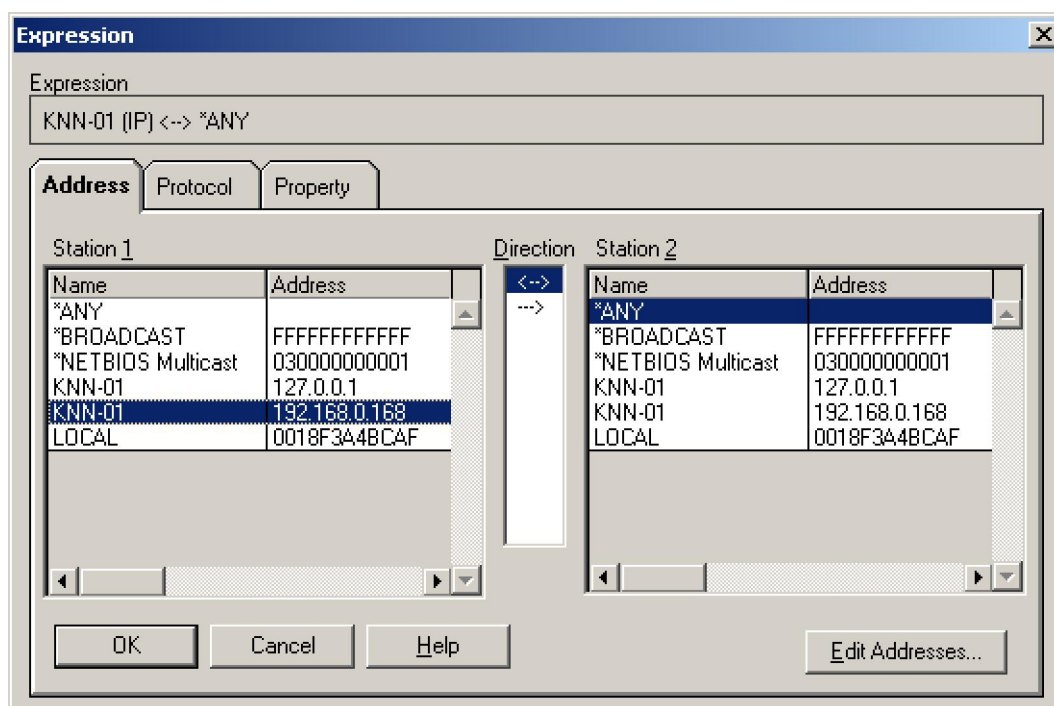 Expression
Expression
KNN-01 (IP) <--> *ANY
Address Protocol Property
Station 1 Direction Station 2
Name Address <--> Name Address
*ANY ---> *ANY
*BROADCAST FFFFFFFFFFFF *BROADCAST FFFFFFFFFFFF
*NETBIOS Multicast 030000000001 *NETBIOS Multicast 030000000001
KNN-01 127.0.0.1 KNN-01 127.0.0.1
KNN-01 192.168.0.168 KNN-01 192.168.0.168
LOCAL 0018F3A4BCAF LOCAL 0018F3A4BCAF
OK Cancel Help Edit Addresses...